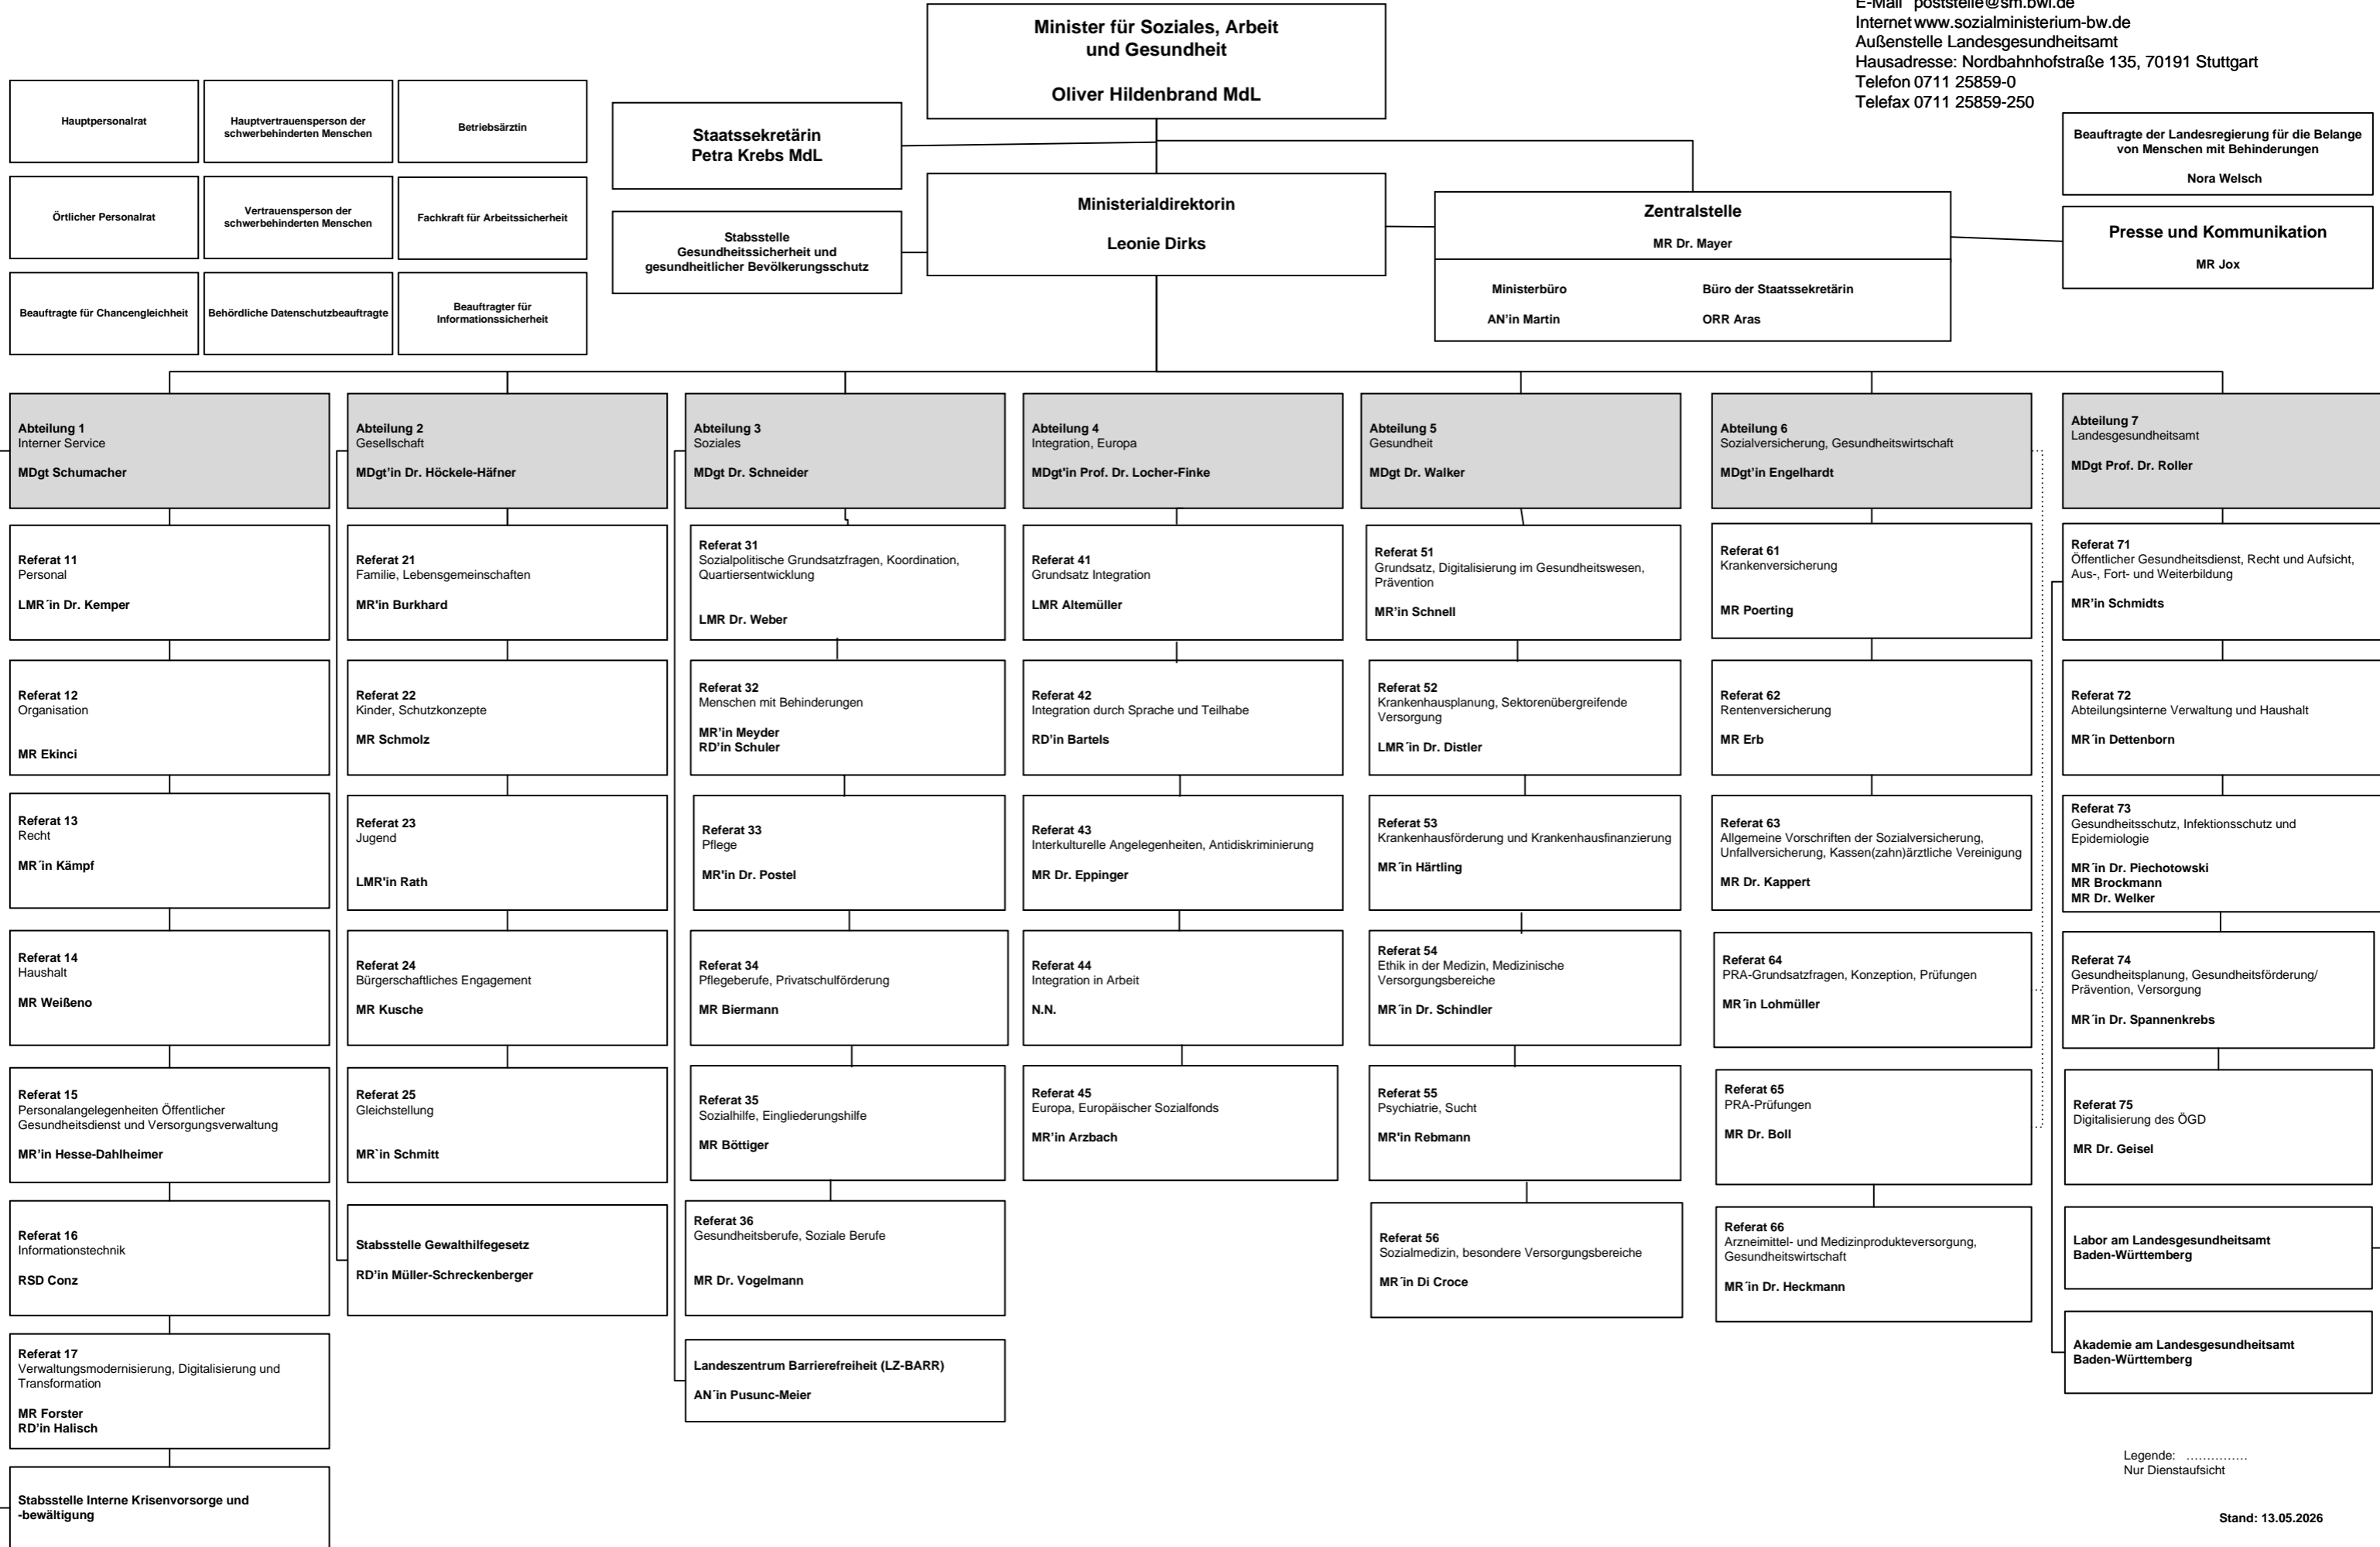 E-Mail poststelle@sm.bwl.de
Internet www.sozialministerium-bw.de
Außenstelle Landesgesundheitsamt
Hausadresse: Nordbahnhofstraße 135, 70191 Stuttgart
Telefon 0711 25859-0
Telefax 0711 25859-250
Minister für Soziales, Arbeit
und Gesundheit
Oliver Hildenbrand MdL
Staatssekretärin
Petra Krebs MdL
Ministerialdirektorin
Leonie Dirks
Stabsstelle
Gesundheitssicherheit und
gesundheitlicher Bevölkerungsschutz
Zentralstelle
MR Dr. Mayer
Ministerbüro
AN’in Martin
Büro der Staatssekretärin
ORR Aras
Beauftragte der Landesregierung für die Belange
von Menschen mit Behinderungen
Nora Welsch
Presse und Kommunikation
MR Jox
Hauptpersonalrat
Hauptvertrauensperson der
schwerbehinderten Menschen
Betriebsärztin
Örtlicher Personalrat
Vertrauensperson der
schwerbehinderten Menschen
Fachkraft für Arbeitssicherheit
Beauftragte für Chancengleichheit
Behördliche Datenschutzbeauftragte
Beauftragter für
Informationssicherheit
Abteilung 1
Interner Service
MDgt Schumacher
Referat 11
Personal
LMR´in Dr. Kemper
Referat 12
Organisation
MR Ekinci
Referat 13
Recht
MR´in Kämpf
Referat 14
Haushalt
MR Weißeno
Referat 15
Personalangelegenheiten Öffentlicher
Gesundheitsdienst und Versorgungsverwaltung
MR’in Hesse-Dahlheimer
Referat 16
Informationstechnik
RSD Conz
Referat 17
Verwaltungsmodernisierung, Digitalisierung und
Transformation
MR Forster
RD’in Halisch
Stabsstelle Interne Krisenvorsorge und
-bewältigung
Abteilung 2
Gesellschaft
MDgt’in Dr. Höckele-Häfner
Referat 21
Familie, Lebensgemeinschaften
MR'in Burkhard
Referat 22
Kinder, Schutzkonzepte
MR Schmolz
Referat 23
Jugend
LMR'in Rath
Referat 24
Bürgerschaftliches Engagement
MR Kusche
Referat 25
Gleichstellung
MR`in Schmitt
Stabsstelle Gewalthilfegesetz
RD’in Müller-Schreckenberger
Abteilung 3
Soziales
MDgt Dr. Schneider
Referat 31
Sozialpolitische Grundsatzfragen, Koordination,
Quartiersentwicklung
LMR Dr. Weber
Referat 32
Menschen mit Behinderungen
MR’in Meyder
RD’in Schuler
Referat 33
Pflege
MR'in Dr. Postel
Referat 34
Pflegeberufe, Privatschulförderung
MR Biermann
Referat 35
Sozialhilfe, Eingliederungshilfe
MR Böttiger
Referat 36
Gesundheitsberufe, Soziale Berufe
MR Dr. Vogelmann
Landeszentrum Barrierefreiheit (LZ-BARR)
AN´in Pusunc-Meier
Abteilung 4
Integration, Europa
MDgt'in Prof. Dr. Locher-Finke
Referat 41
Grundsatz Integration
LMR Altemüller
Referat 42
Integration durch Sprache und Teilhabe
RD’in Bartels
Referat 43
Interkulturelle Angelegenheiten, Antidiskriminierung
MR Dr. Eppinger
Referat 44
Integration in Arbeit
N.N.
Referat 45
Europa, Europäischer Sozialfonds
MR’in Arzbach
Abteilung 5
Gesundheit
MDgt Dr. Walker
Referat 51
Grundsatz, Digitalisierung im Gesundheitswesen,
Prävention
MR’in Schnell
Referat 52
Krankenhausplanung, Sektorenübergreifende
Versorgung
LMR´in Dr. Distler
Referat 53
Krankenhausförderung und Krankenhausfinanzierung
MR´in Härtling
Referat 54
Ethik in der Medizin, Medizinische
Versorgungsbereiche
MR´in Dr. Schindler
Referat 55
Psychiatrie, Sucht
MR'in Rebmann
Referat 56
Sozialmedizin, besondere Versorgungsbereiche
MR´in Di Croce
Abteilung 6
Sozialversicherung, Gesundheitswirtschaft
MDgt’in Engelhardt
Referat 61
Krankenversicherung
MR Poerting
Referat 62
Rentenversicherung
MR Erb
Referat 63
Allgemeine Vorschriften der Sozialversicherung,
Unfallversicherung, Kassen(zahn)ärztliche Vereinigung
MR Dr. Kappert
Referat 64
PRA-Grundsatzfragen, Konzeption, Prüfungen
MR´in Lohmüller
Referat 65
PRA-Prüfungen
MR Dr. Boll
Referat 66
Arzneimittel- und Medizinprodukteversorgung,
Gesundheitswirtschaft
MR´in Dr. Heckmann
Abteilung 7
Landesgesundheitsamt
MDgt Prof. Dr. Roller
Referat 71
Öffentlicher Gesundheitsdienst, Recht und Aufsicht,
Aus-, Fort- und Weiterbildung
MR’in Schmidts
Referat 72
Abteilungsinterne Verwaltung und Haushalt
MR´in Dettenborn
Referat 73
Gesundheitsschutz, Infektionsschutz und
Epidemiologie
MR´in Dr. Piechotowski
MR Brockmann
MR Dr. Welker
Referat 74
Gesundheitsplanung, Gesundheitsförderung/
Prävention, Versorgung
MR´in Dr. Spannenkrebs
Referat 75
Digitalisierung des ÖGD
MR Dr. Geisel
Labor am Landesgesundheitsamt
Baden-Württemberg
Akademie am Landesgesundheitsamt
Baden-Württemberg
Legende: ...............
Nur Dienstaufsicht
Stand: 13.05.2026